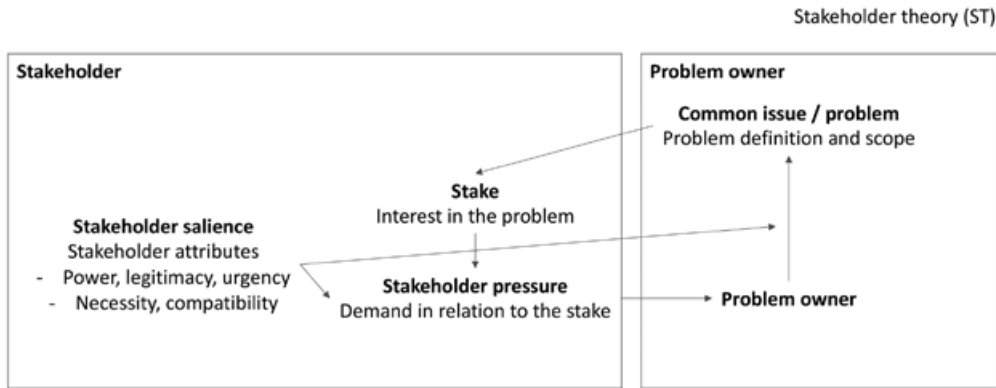 Stakeholder theory (ST)
Stakeholder
Problem owner
Common issue / problem
Problem definition and scope
Stake
Interest in the problem
Stakeholder salience
Stakeholder attributes
- Power, legitimacy, urgency
- Necessity, compatibility
Stakeholder pressure
Demand in relation to the stake
Problem owner